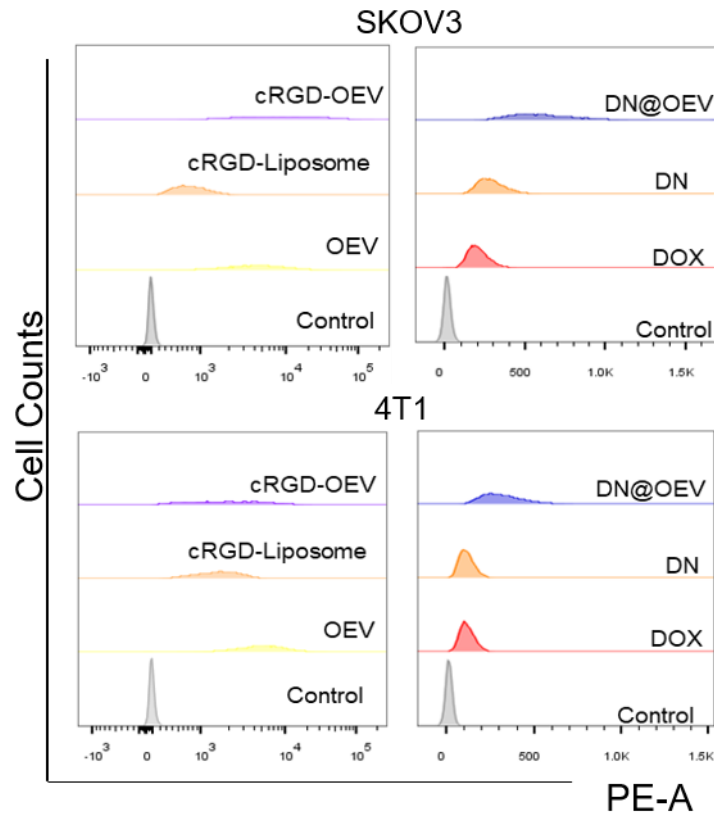 SKOV3
Cell Counts
cRGD-OEV
cRGD-Liposome
OEV
Control
-10³ 0 10³ 10⁴ 10⁵
DN@OEV
DN
DOX
Control
0 500 1.0K 1.5K
4T1
cRGD-OEV
cRGD-Liposome
OEV
Control
-10³ 0 10³ 10⁴ 10⁵
DN@OEV
DN
DOX
Control
0 500 1.0K 1.5K
PE-A